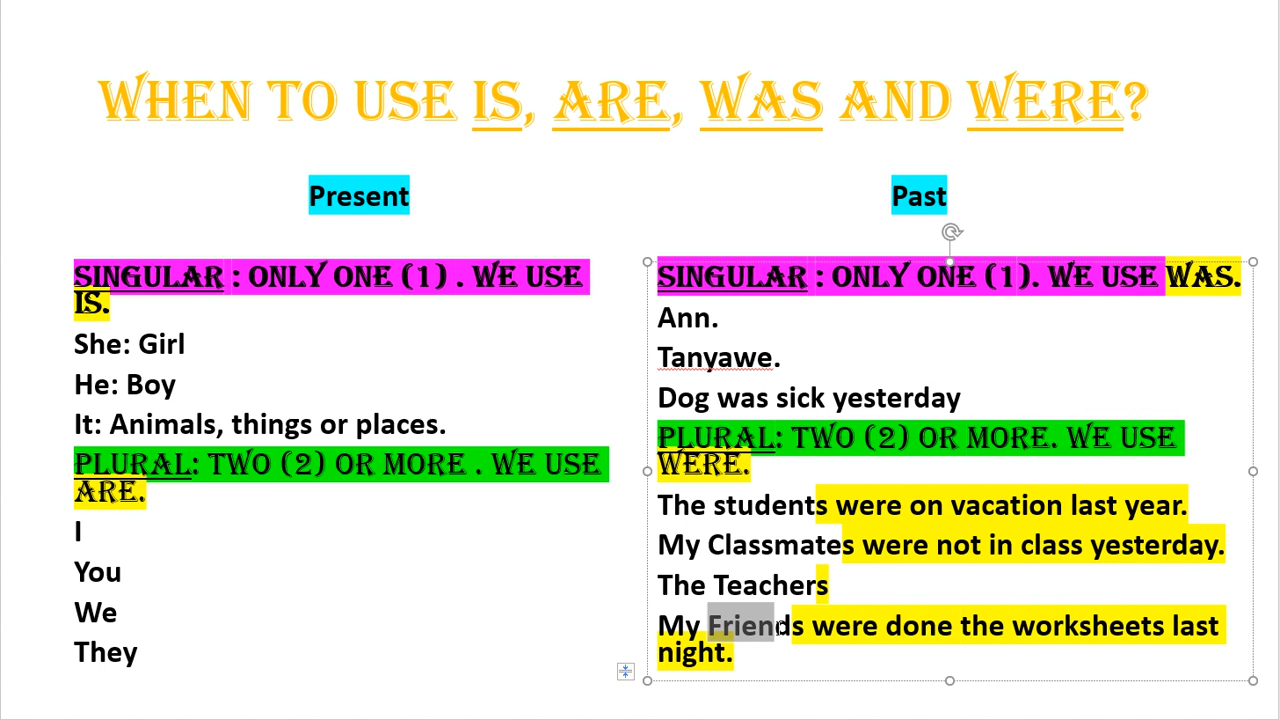 WHEN TO USE IS, ARE, WAS AND WERE?
Present
SINGULAR : ONLY ONE (1) . WE USE
IS.
She: Girl
He: Boy
It: Animals, things or places.
PLURAL: TWO (2) OR MORE . WE USE
ARE.
I
You
We
They
Past
SINGULAR : ONLY ONE (1). WE USE WAS.
Ann.
Tanyawe.
Dog was sick yesterday
PLURAL: TWO (2) OR MORE. WE USE
WERE.
The students were on vacation last year.
My Classmates were not in class yesterday.
The Teachers
My Friends were done the worksheets last
night.